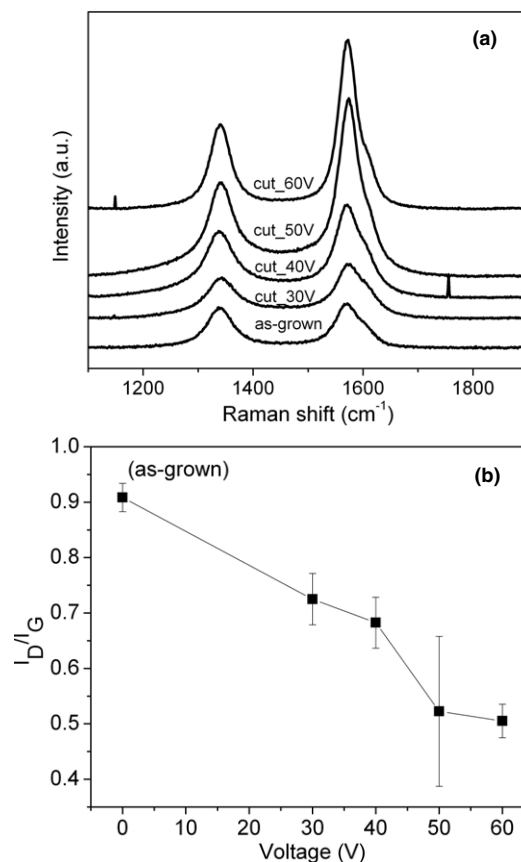 (a)
cut_60V
cut_50V
cut_40V
cut_30V
as-grown
Intensity (a.u.)
1200 1400 1600 1800
Raman shift (cm⁻¹)
(b)
(as-grown)
1.0
0.9
0.8
0.7
0.6
0.5
0.4
I_D/I_G
0 10 20 30 40 50 60
Voltage (V)